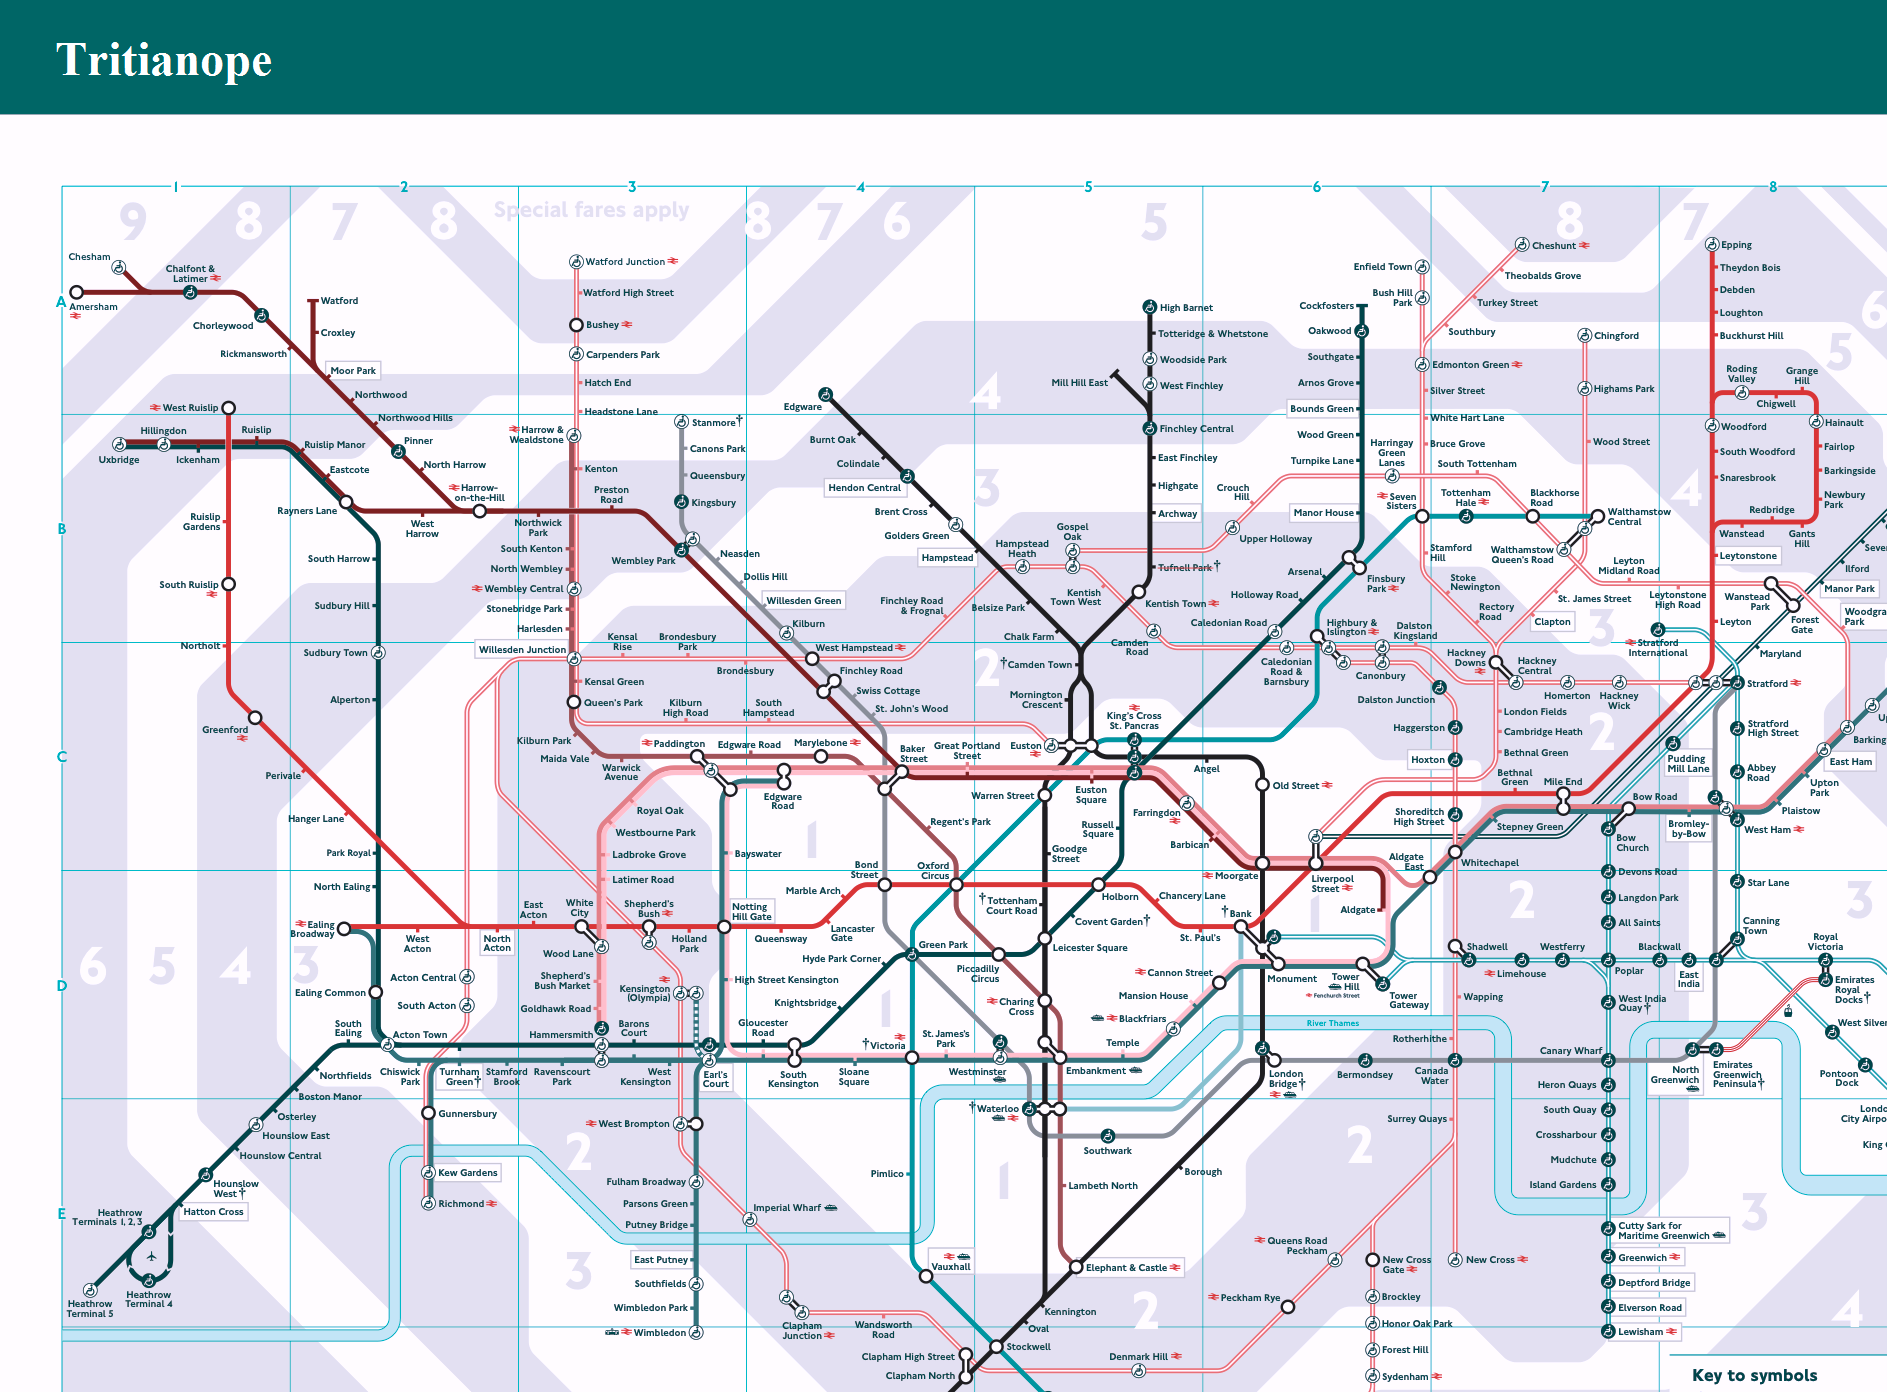 Tritianope
1
2
3
4
5
6
7
8
9
8
7
8
Special fares apply
8
7
6
5
8
7
Chesham
Chalfont &
Latimer
Amersham
Chorleywood
Rickmansworth
Watford
Croxley
Moor Park
Northwood
Northwood Hills
Pinner
North Harrow
Harrow-
on-the-Hill
Watford Junction
Watford High Street
Bushey
Carpenders Park
Hatch End
Headstone Lane
Harrow &
Wealdstone
Kenton
Preston
Road
Northwick
Park
South Kenton
North Wembley
Wembley Central
Stonebridge Park
Harlesden
Willesden Junction
Kensal Green
Queen's Park
Kilburn Park
Maida Vale
Warwick
Avenue
A
B
C
D
E
West Ruislip
Hillingdon
Uxbridge
Ickenham
Ruislip
Ruislip Manor
Eastcote
Rayners Lane
West
Harrow
Ruislip
Gardens
South Ruislip
Northolt
Greenford
Perivale
Hanger Lane
South Harrow
Sudbury Hill
Sudbury Town
Alperton
Park Royal
North Ealing
Ealing
Broadway
Ealing Common
South
Ealing
Acton Town
Northfields
Boston Manor
Osterley
Hounslow East
Hounslow Central
Hounslow
West†
Hatton Cross
Heathrow
Terminals 1, 2, 3
Heathrow
Terminal 4
Heathrow
Terminal 5
Stanmore†
Canons Park
Queensbury
Kingsbury
Wembley Park
Neasden
Dollis Hill
Willesden Green
Kilburn
West Hampstead
Finchley Road
Swiss Cottage
St. John's Wood
Kensal
Rise
Brondesbury
Park
Brondesbury
Kilburn
High Road
South
Hampstead
Finchley Road
& Frognal
Edgware
Burnt Oak
Colindale
Hendon Central
Brent Cross
Golders Green
Hampstead
Belsize Park
Chalk Farm
†Camden Town
Mornington
Crescent
Hampstead
Heath
Gospel
Oak
Kentish
Town West
Camden
Road
4
3
2
Mill Hill East
High Barnet
Totteridge & Whetstone
Woodside Park
West Finchley
Finchley Central
East Finchley
Highgate
Archway
Tufnell Park†
Kentish Town
Crouch
Hill
Upper Holloway
Cockfosters
Oakwood
Southgate
Arnos Grove
Bounds Green
Wood Green
Turnpike Lane
Manor House
Arsenal
Finsbury
Park
Holloway Road
Caledonian Road
Caledonian
Road &
Barnsbury
Highbury &
Islington
Canonbury
Dalston
Kingsland
Dalston Junction
Haggerston
Hoxton
Shoreditch
High Street
Harringay
Green
Lanes
South Tottenham
Seven
Sisters
Tottenham
Hale
Blackhorse
Road
Walthamstow
Central
Walthamstow
Queen's Road
Stamford
Hill
Stoke
Newington
Rectory
Road
St. James Street
Clapton
Hackney
Downs
Hackney
Central
Homerton
Hackney
Wick
London Fields
Cambridge Heath
Bethnal Green
Enfield Town
Bush Hill
Park
Cheshunt
Theobalds Grove
Turkey Street
Southbury
Edmonton Green
Silver Street
White Hart Lane
Bruce Grove
Chingford
Highams Park
Wood Street
Leyton
Midland Road
Leytonstone
High Road
Wanstead
Park
Epping
Theydon Bois
Debden
Loughton
Buckhurst Hill
Roding
Valley
Grange
Hill
Chigwell
Woodford
South Woodford
Snaresbrook
Hainault
Fairlop
Barkingside
Newbury
Park
Redbridge
Wanstead
Gants
Hill
Leytonstone
Leyton
6
5
4
3
2
Seve
Ilford
Manor Park
Woodgra
Park
Forest
Gate
Maryland
Stratford
International
Stratford
Stratford
High Street
Pudding
Mill Lane
Abbey
Road
West Ham
East Ham
Barking
Up
Upton
Park
Plaistow
Bromley-
by-Bow
Bow Road
Bow
Church
Mile End
Bethnal
Green
Stepney Green
Whitechapel
Aldgate
East
Aldgate
Liverpool
Street
Moorgate
Old Street
Angel
King's Cross
St. Pancras
Euston
Great Portland
Street
Baker
Street
Marylebone
Edgware Road
Paddington
Edgware
Road
Euston
Square
Warren Street
Farringdon
Barbican
Russell
Square
Goodge
Street
Regent's Park
Royal Oak
Westbourne Park
Ladbroke Grove
Latimer Road
Bayswater
1
Bond
Street
Oxford
Circus
Marble Arch
Lancaster
Gate
Queensway
Notting
Hill Gate
Holland
Park
Shepherd's
Bush
White
City
East
Acton
North
Acton
West
Acton
Wood Lane
Shepherd's
Bush Market
Goldhawk Road
Hammersmith
Acton Central
South Acton
Kensington
(Olympia)
High Street Kensington
Barons
Court
Gloucester
Road
Earl's
Court
South
Kensington
West
Kensington
Ravenscourt
Park
Stamford
Brook
Turnham
Green†
Chiswick
Park
Gunnersbury
Kew Gardens
Richmond
6
5
4
3
†Tottenham
Court Road
Holborn
Chancery Lane
St. Paul's
†Bank
Covent Garden†
Leicester Square
Green Park
Hyde Park Corner
Knightsbridge
Piccadilly
Circus
Charing
Cross
†Victoria
St. James's
Park
Sloane
Square
Westminster
Embankment
Temple
Blackfriars
Mansion House
Cannon Street
Monument
Tower
Hill
Fenchurch Street
Tower
Gateway
1
1
River Thames
London
Bridge†
Bermondsey
Canada
Water
Rotherhithe
Wapping
Shadwell
Limehouse
Westferry
Poplar
Blackwall
East
India
Canning
Town
Star Lane
Royal
Victoria
Emirates
Royal
Docks†
West Silver
Pontoon
Dock
Londo
City Airpo
King
2
3
Devons Road
Langdon Park
All Saints
West India
Quay†
Canary Wharf
Heron Quays
South Quay
Crossharbour
Mudchute
Island Gardens
Cutty Sark for
Maritime Greenwich
Greenwich
Deptford Bridge
Elverson Road
Lewisham
North
Greenwich
Emirates
Greenwich
Peninsula†
3
4
†Waterloo
Southwark
Borough
Lambeth North
Elephant & Castle
Kennington
Oval
Stockwell
Pimlico
Vauxhall
1
2
2
West Brompton
Fulham Broadway
Parsons Green
Putney Bridge
East Putney
Southfields
Wimbledon Park
Wimbledon
Imperial Wharf
Clapham
Junction
Wandsworth
Road
Clapham High Street
Clapham North
Denmark Hill
Peckham Rye
Queens Road
Peckham
Surrey Quays
New Cross
Gate
New Cross
Brockley
Honor Oak Park
Forest Hill
Sydenham
2
3
Key to symbols